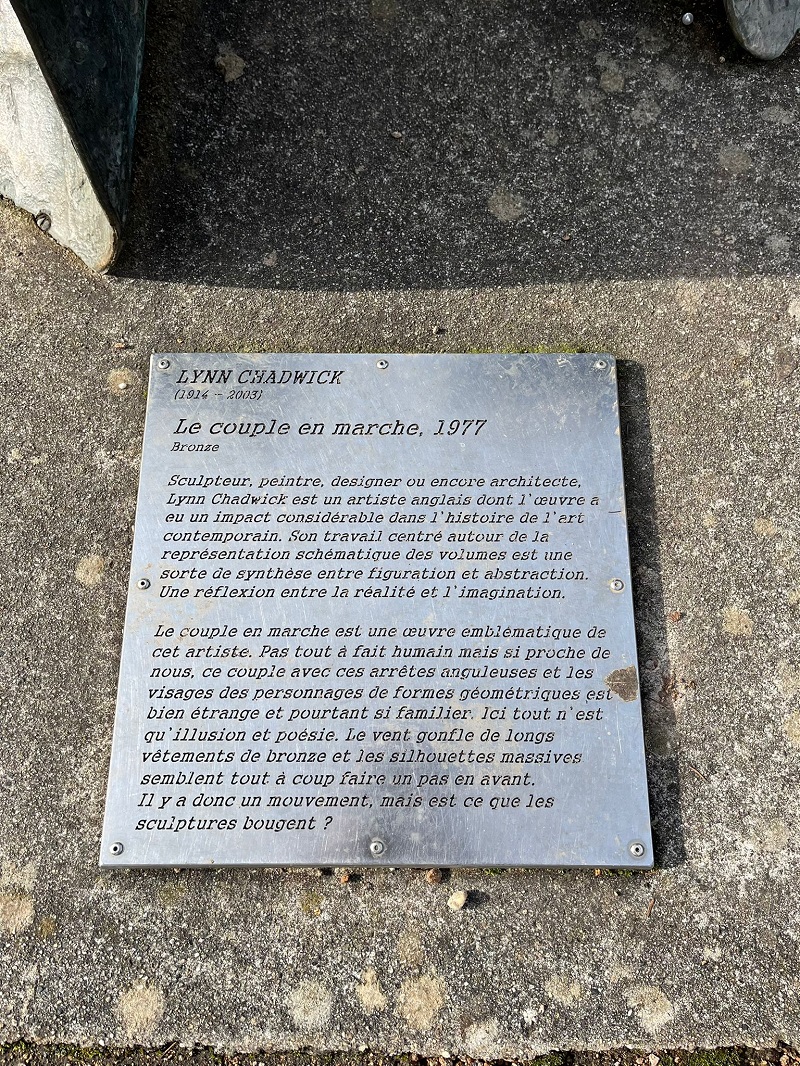 LYNN CHADWICK
(1914 - 2003)
Le couple en marche, 1977
Bronze
Sculpteur, peintre, designer ou encore architecte,
Lynn Chadwick est un artiste anglais dont l'œuvre a
eu un impact considérable dans l'histoire de l'art
contemporain. Son travail centré autour de la
représentation schématique des volumes est une
sorte de synthèse entre figuration et abstraction.
Une réflexion entre la réalité et l'imagination.
Le couple en marche est une œuvre emblématique de
cet artiste. Pas tout à fait humain mais si proche de
nous, ce couple avec ces arrêtes anguleuses et les
visages des personnages de formes géométriques est
bien étrange et pourtant si familier. Ici tout n'est
qu'illusion et poésie. Le vent gonfle de longs
vêtements de bronze et les silhouettes massives
semblent tout à coup faire un pas en avant.
Il y a donc un mouvement, mais est ce que les
sculptures bougent ?